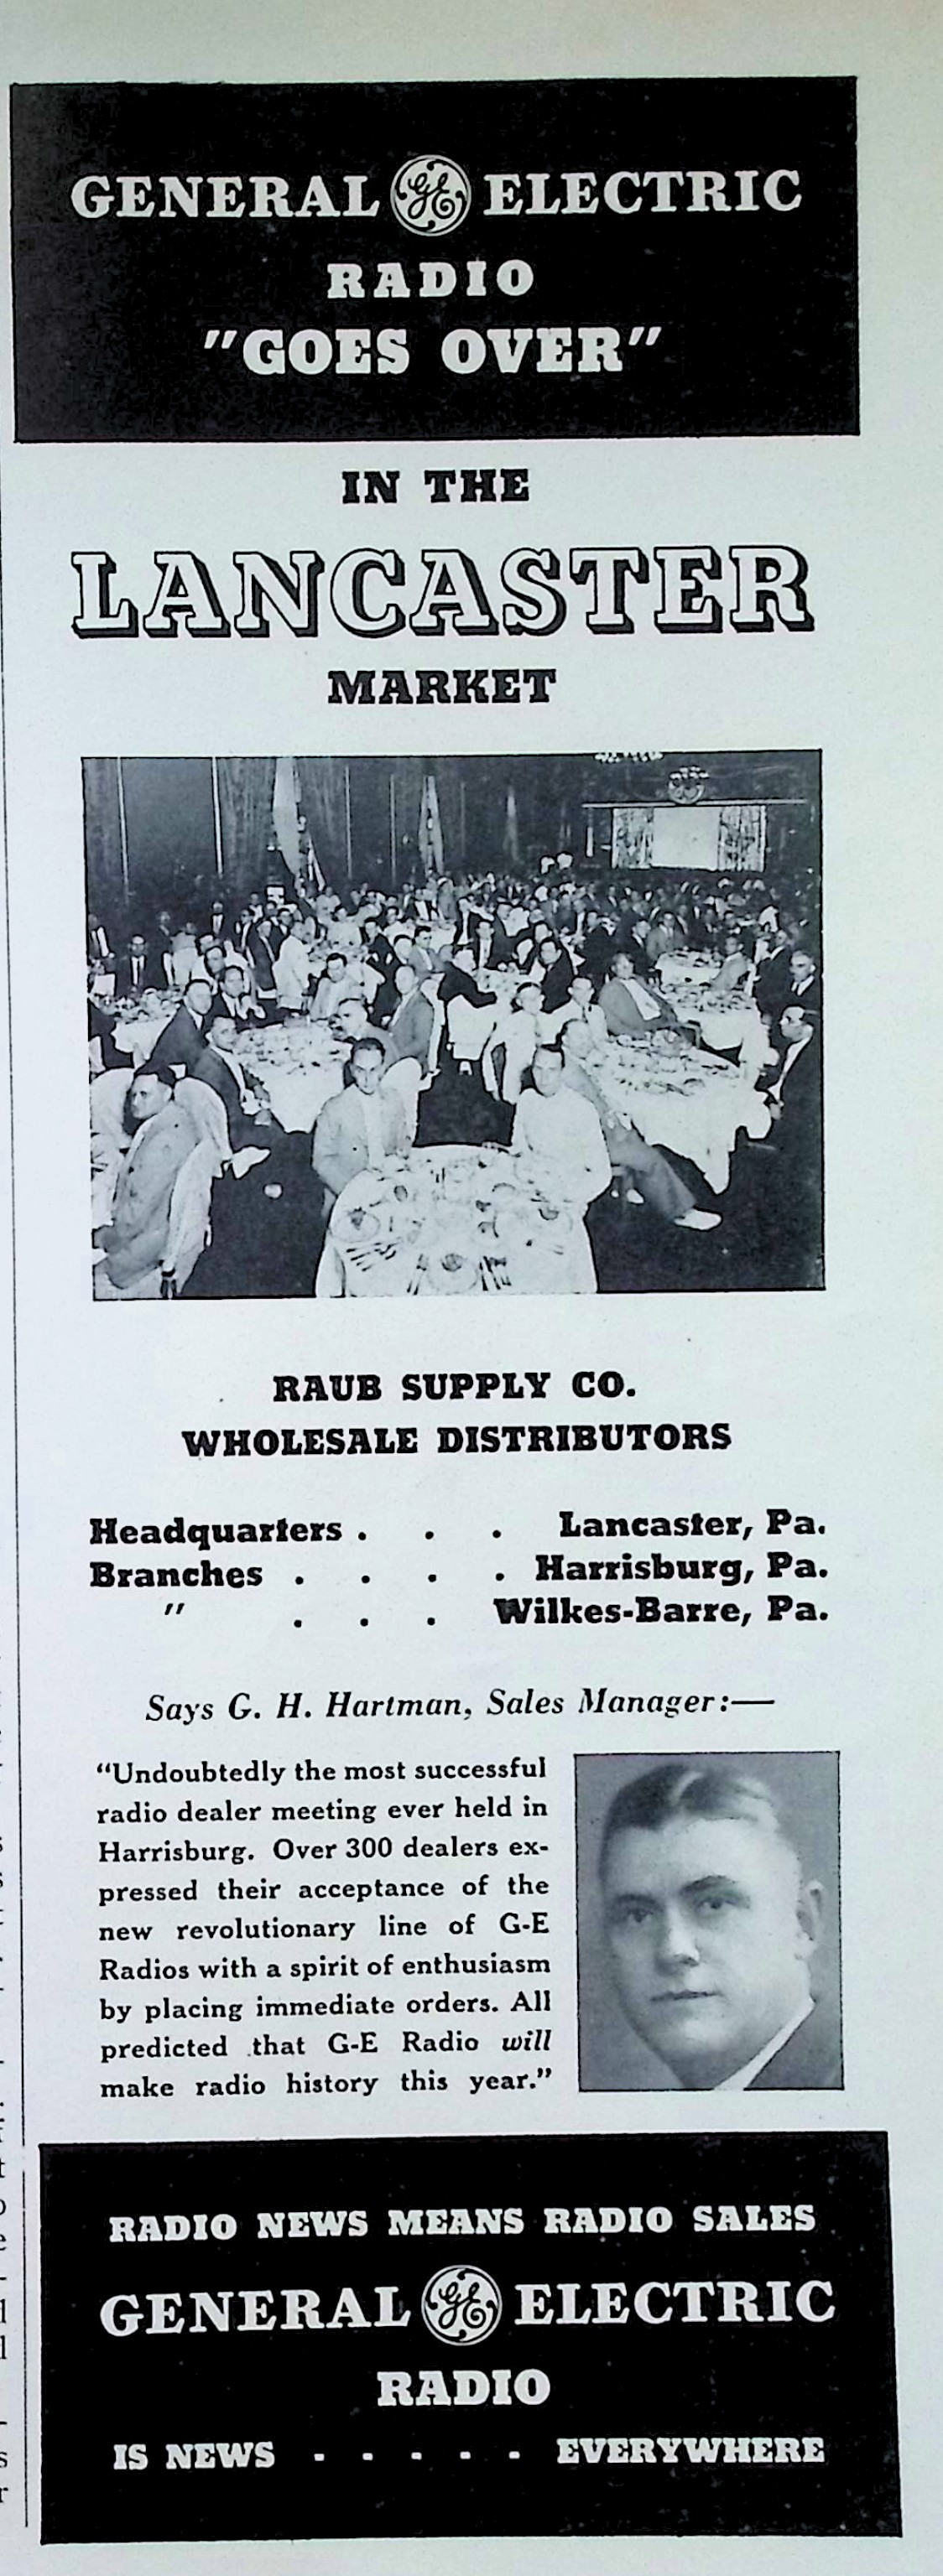 GENERAL GE ELECTRIC
RADIO
"GOES OVER"
IN THE
LANCASTER
MARKET
RAUB SUPPLY CO.
WHOLESALE DISTRIBUTORS
Headquarters . . . Lancaster, Pa.
Branches . . . . Harrisburg, Pa.
" . . . Wilkes-Barre, Pa.
Says G. H. Hartman, Sales Manager:—
“Undoubtedly the most successful
radio dealer meeting ever held in
Harrisburg. Over 300 dealers ex-
pressed their acceptance of the
new revolutionary line of G-E
Radios with a spirit of enthusiasm
by placing immediate orders. All
predicted that G-E Radio will
make radio history this year.”
RADIO NEWS MEANS RADIO SALES
GENERAL GE ELECTRIC
RADIO
IS NEWS - - - - - EVERYWHERE